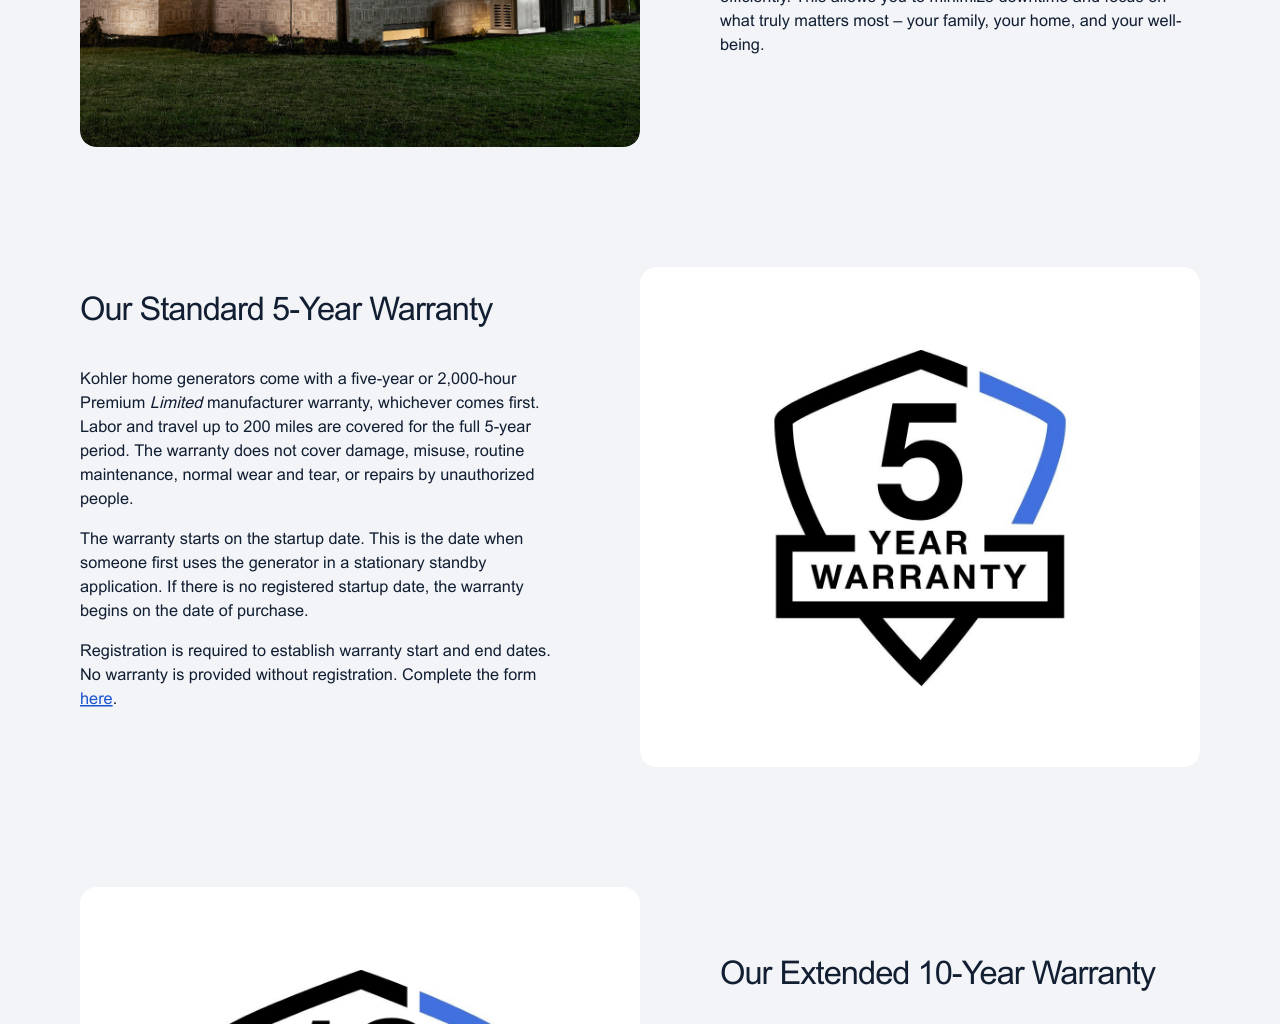 what truly matters most – your family, your home, and your well-
being.
Our Standard 5-Year Warranty
Kohler home generators come with a five-year or 2,000-hour
Premium Limited manufacturer warranty, whichever comes first.
Labor and travel up to 200 miles are covered for the full 5-year
period. The warranty does not cover damage, misuse, routine
maintenance, normal wear and tear, or repairs by unauthorized
people.
The warranty starts on the startup date. This is the date when
someone first uses the generator in a stationary standby
application. If there is no registered startup date, the warranty
begins on the date of purchase.
Registration is required to establish warranty start and end dates.
No warranty is provided without registration. Complete the form
here.
5
YEAR
WARRANTY
Our Extended 10-Year Warranty